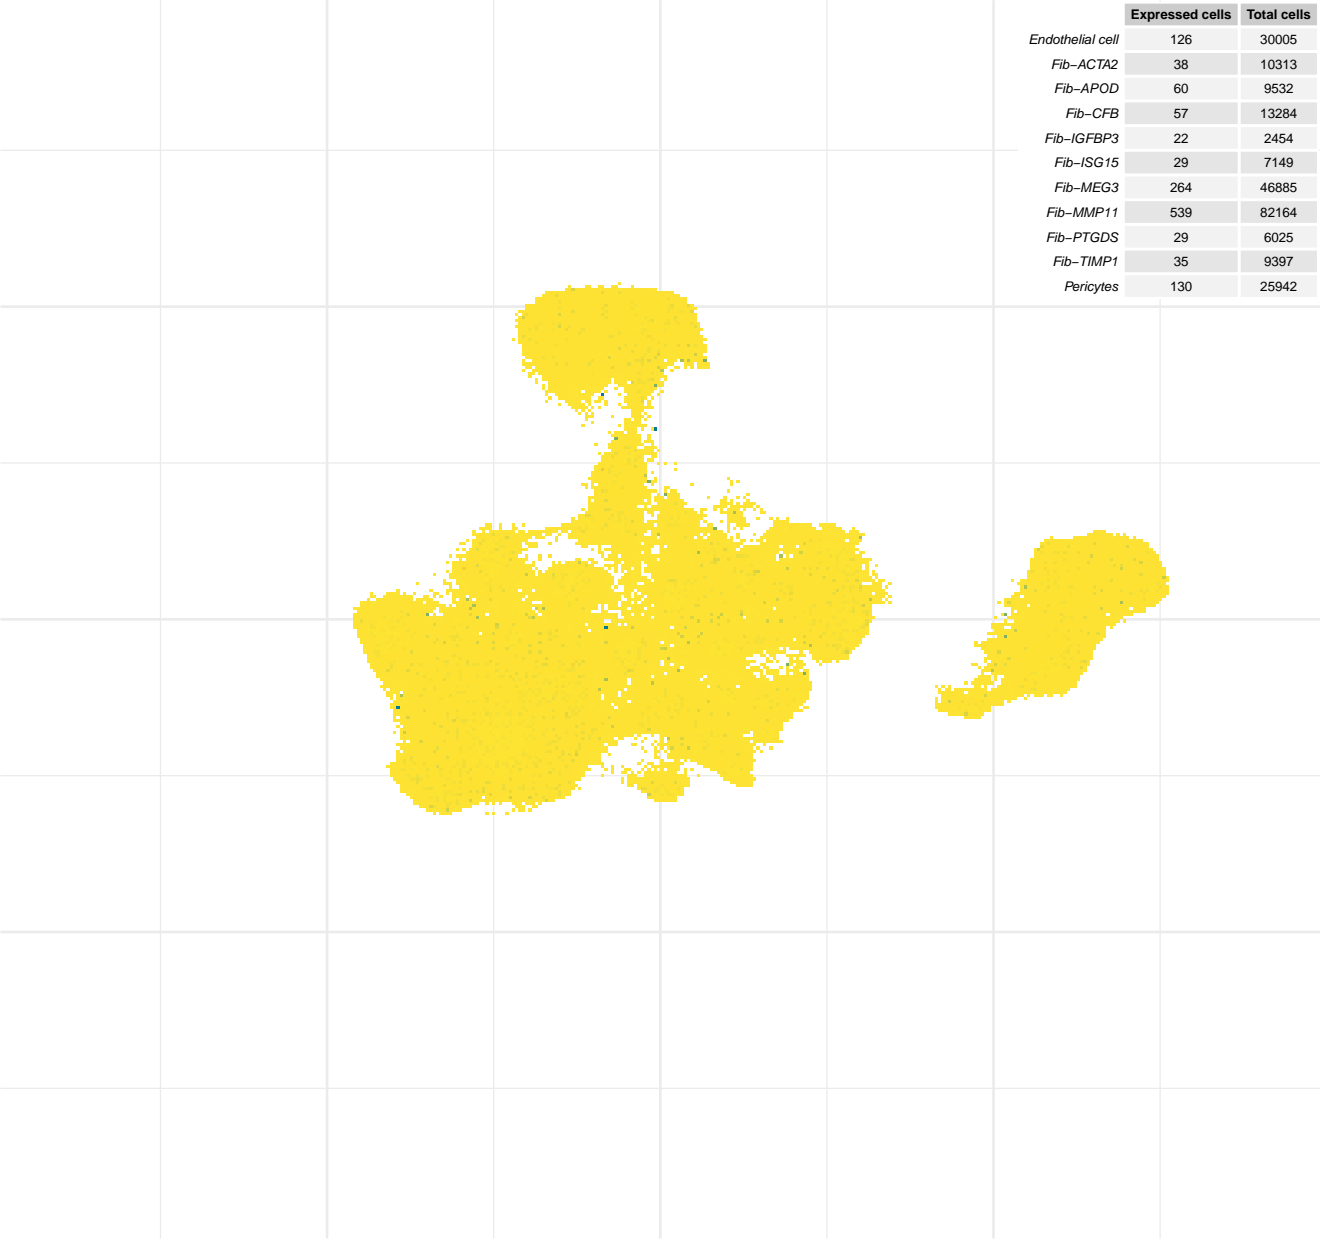 Expressed cells Total cells
Endothelial cell 126 30005
Fib−ACTA2 38 10313
Fib−APOD 60 9532
Fib−CFB 57 13284
Fib−IGFBP3 22 2454
Fib−ISG15 29 7149
Fib−MEG3 264 46885
Fib−MMP11 539 82164
Fib−PTGDS 29 6025
Fib−TIMP1 35 9397
Pericytes 130 25942